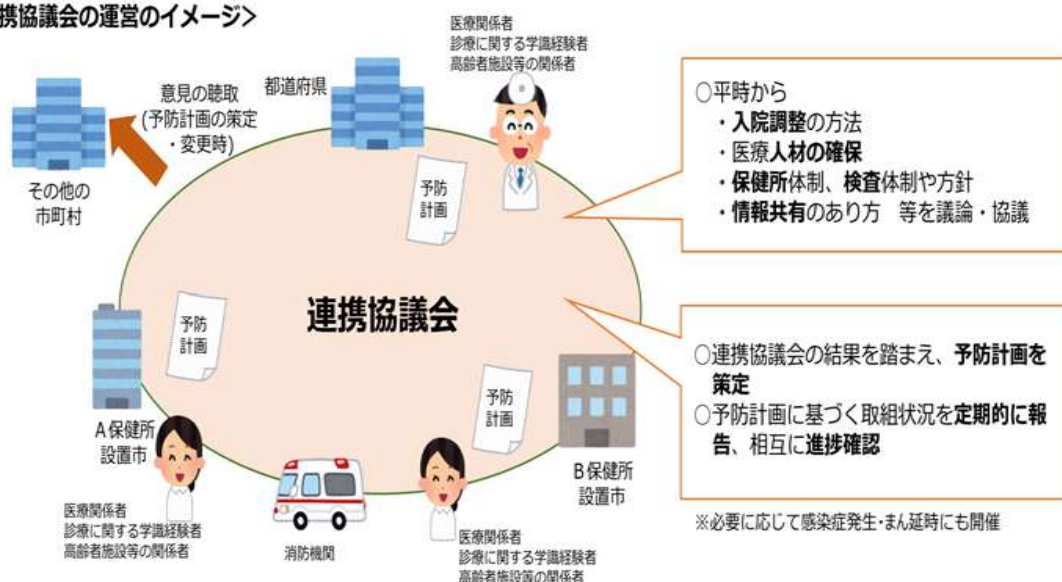 携協議会の運営のイメージ>
医療関係者
診療に関する学識経験者
高齢者施設等の関係者
都道府県
意見の聴取
(予防計画の策定
・変更時)
その他の
市町村
予防
計画
○平時から
・入院調整の方法
・医療人材の確保
・保健所体制、検査体制や方針
・情報共有のあり方 等を議論・協議
連携協議会
予防
計画
予防
計画
○連携協議会の結果を踏まえ、予防計画を
策定
○予防計画に基づく取組状況を定期的に報
告、相互に進捗確認
A保健所
設置市
B保健所
設置市
医療関係者
診療に関する学識経験者
高齢者施設等の関係者
消防機関
医療関係者
診療に関する学識経験者
高齢者施設等の関係者
※必要に応じて感染症発生・まん延時にも開催